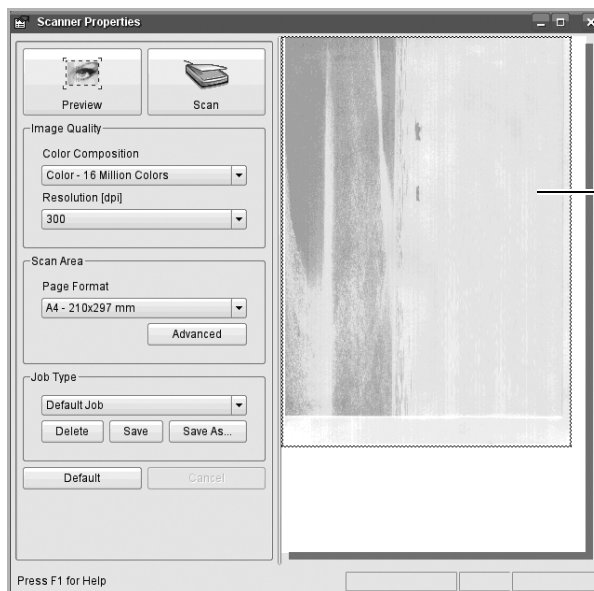 Scanner Properties
Preview
Scan
Image Quality
Color Composition
Color - 16 Million Colors
Resolution [dpi]
300
Scan Area
Page Format
A4 - 210x297 mm
Advanced
Job Type
Default Job
Delete Save Save As...
Default Cancel
Press F1 for Help